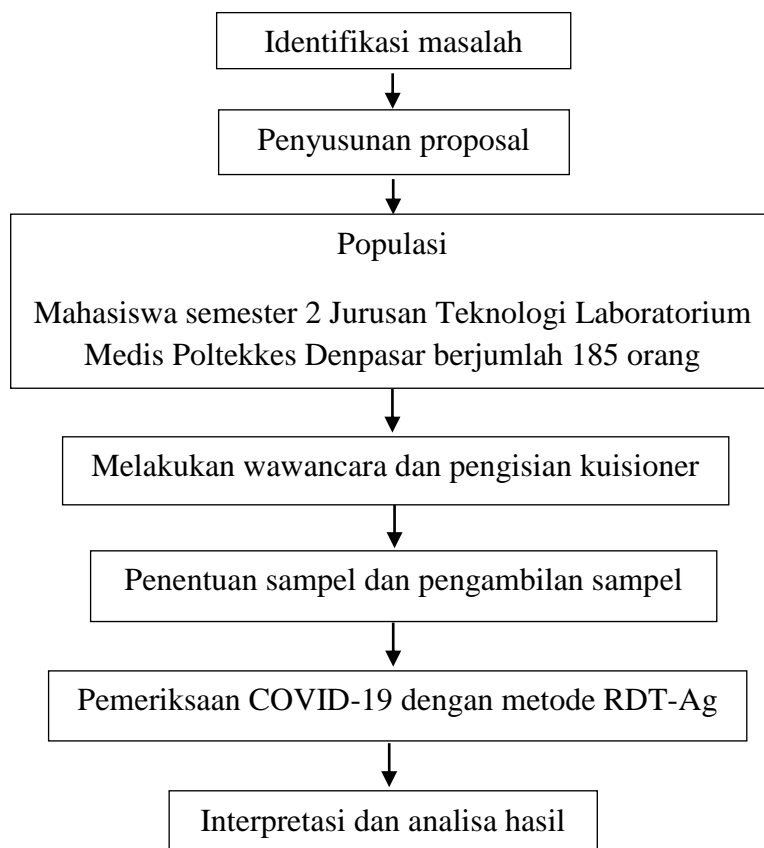 Identifikasi masalah
Penyusunan proposal
Populasi
Mahasiswa semester 2 Jurusan Teknologi Laboratorium
Medis Poltekkes Denpasar berjumlah 185 orang
Melakukan wawancara dan pengisian kuisioner
Penentuan sampel dan pengambilan sampel
Pemeriksaan COVID-19 dengan metode RDT-Ag
Interpretasi dan analisa hasil